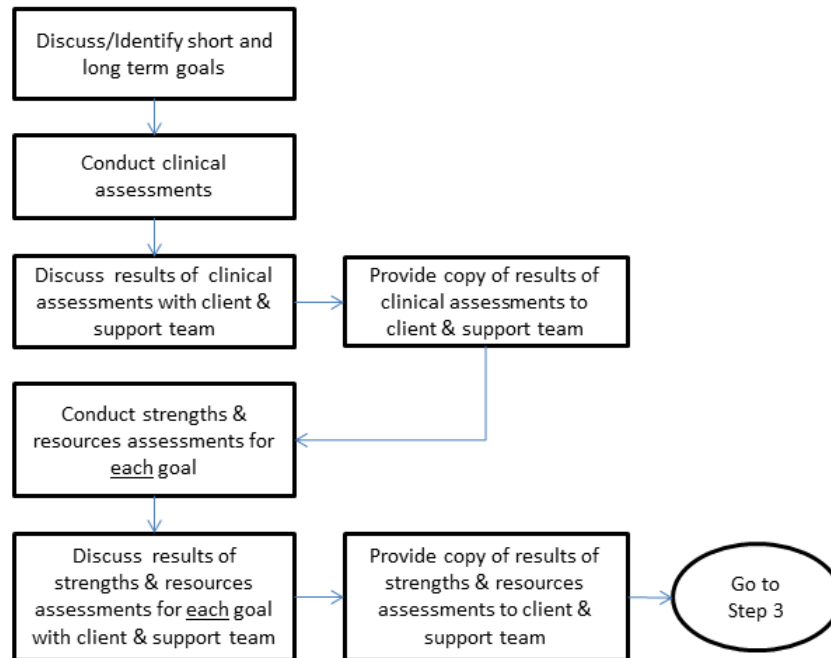 Discuss/Identify short and
long term goals
Conduct clinical
assessments
Discuss results of clinical
assessments with client &
support team
Provide copy of results of
clinical assessments to
client & support team
Conduct strengths &
resources assessments for
each goal
Discuss results of
strengths & resources
assessments for each goal
with client & support team
Provide copy of results of
strengths & resources
assessments to client &
support team
Go to
Step 3